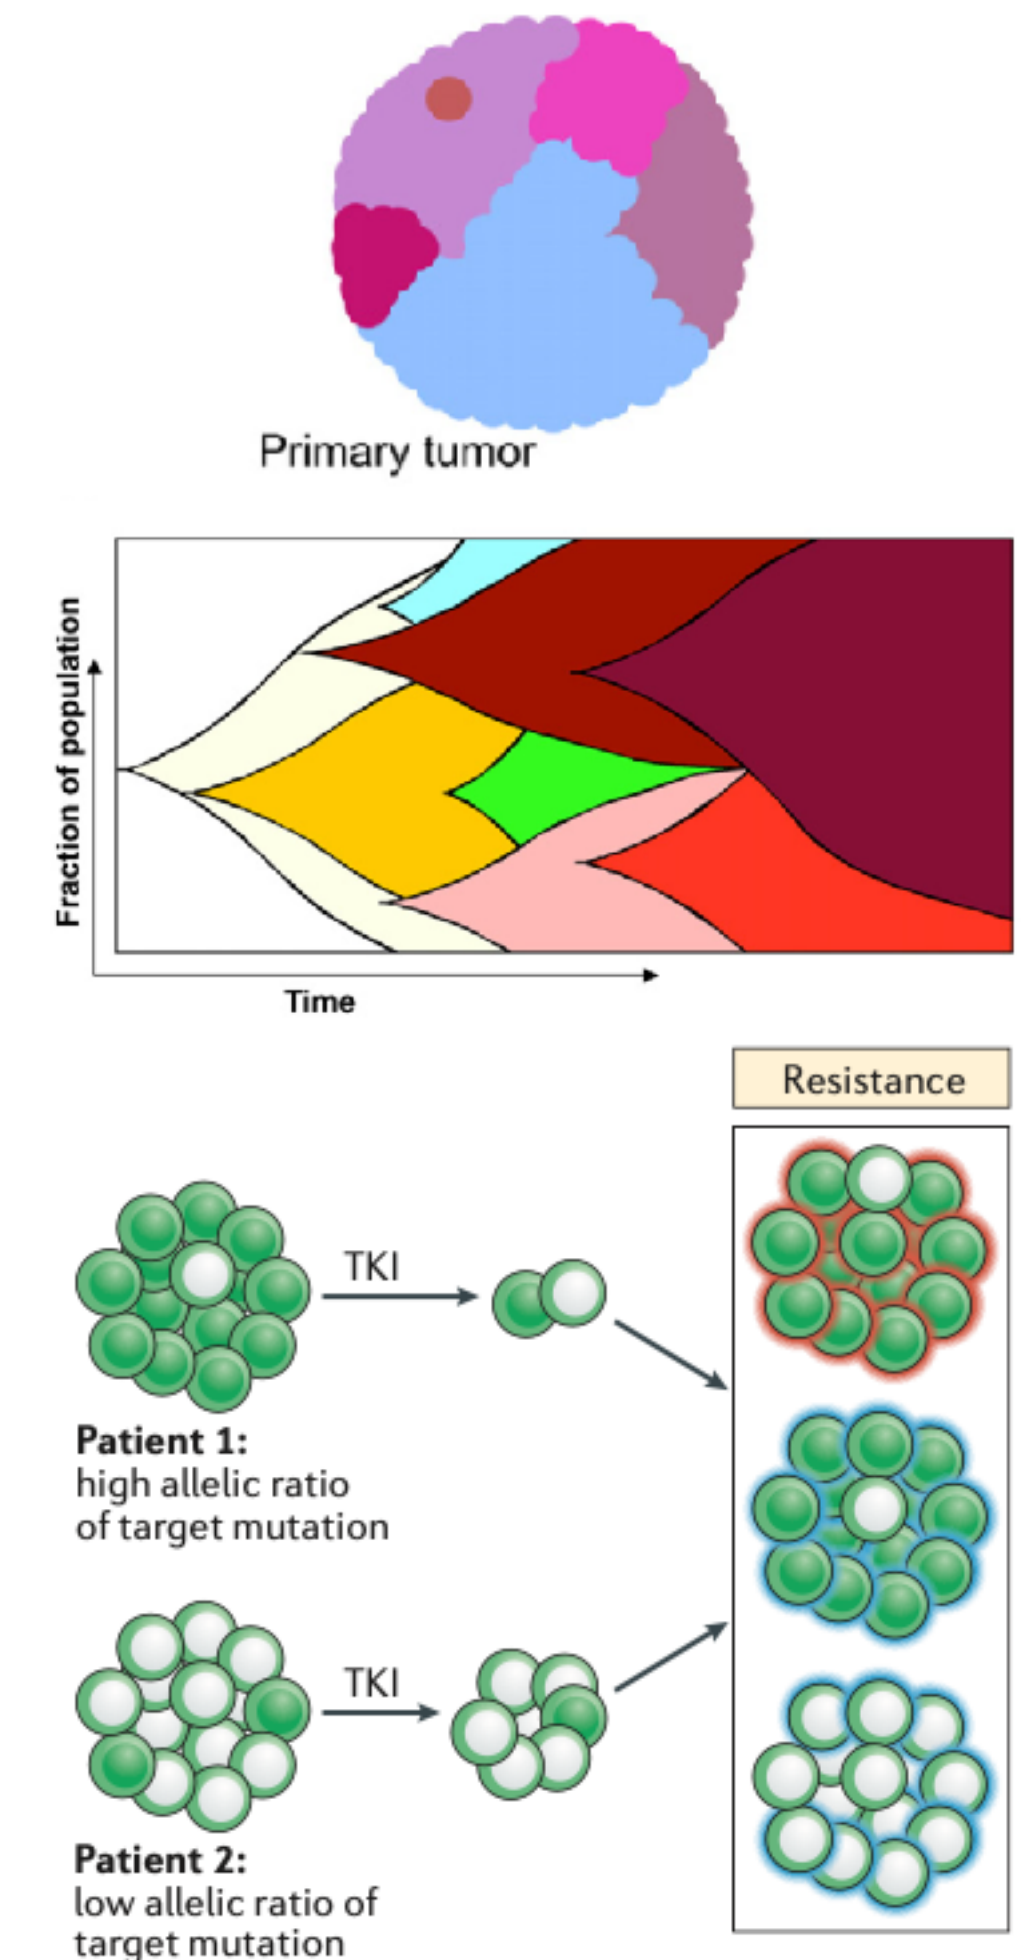 Primary tumor
Fraction of population
Time
Resistance
TKI
Patient 1:
high allelic ratio
of target mutation
TKI
Patient 2:
low allelic ratio of
target mutation